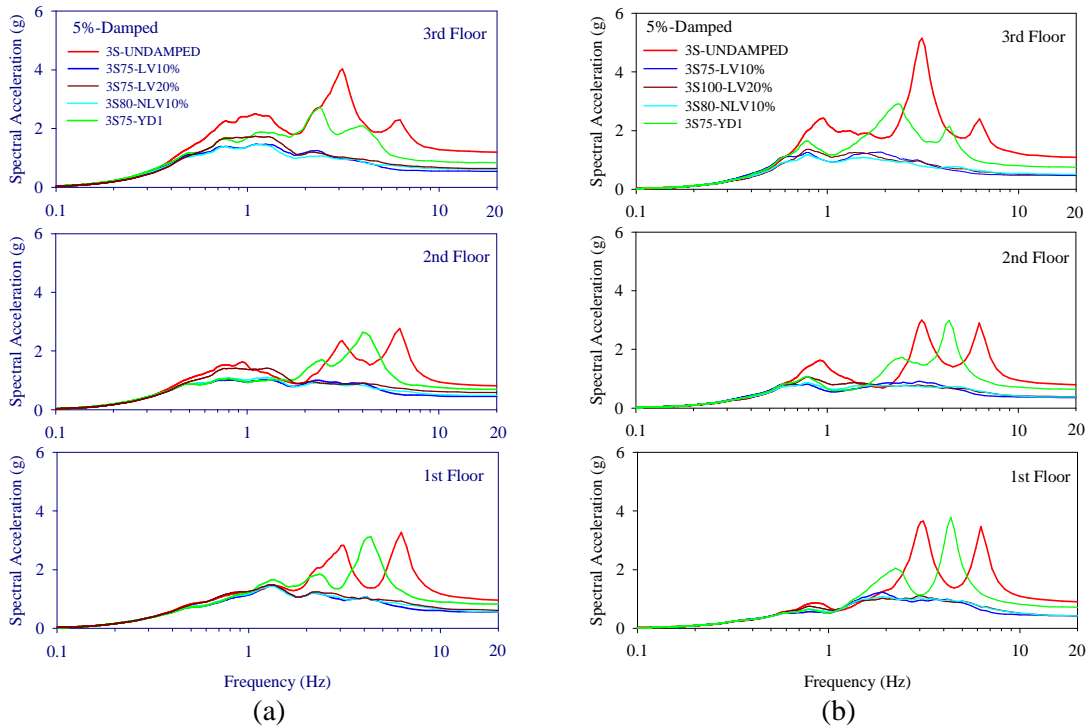 5%-Damped
3rd Floor
3S-UNDAMPED
3S75-LV10%
3S75-LV20%
3S80-NLV10%
3S75-YD1
Spectral Acceleration (g)
6
4
2
0
0.1
1
10
20
2nd Floor
Spectral Acceleration (g)
6
4
2
0
0.1
1
10
20
1st Floor
Spectral Acceleration (g)
6
4
2
0
0.1
1
10
20
Frequency (Hz)
(a)
5%-Damped
3rd Floor
3S-UNDAMPED
3S75-LV10%
3S100-LV20%
3S80-NLV10%
3S75-YD1
Spectral Acceleration (g)
6
4
2
0
0.1
1
10
20
2nd Floor
Spectral Acceleration (g)
6
4
2
0
0.1
1
10
20
1st Floor
Spectral Acceleration (g)
6
4
2
0
0.1
1
10
20
Frequency (Hz)
(b)